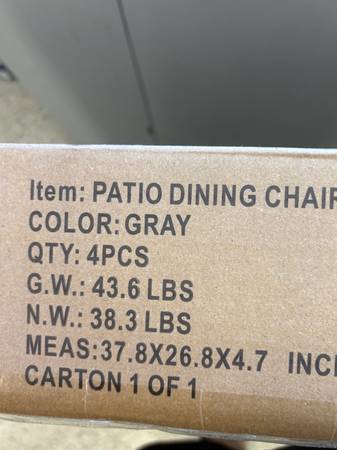 Item: PATIO DINING CHAIR
COLOR: GRAY
QTY: 4PCS
G.W.: 43.6 LBS
N.W.: 38.3 LBS
MEAS:37.8X26.8X4.7 INC
CARTON 1 OF 1